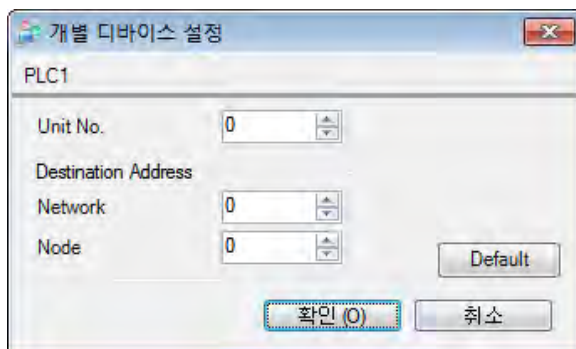 개별 디바이스 설정
PLC1
Unit No. 0
Destination Address
Network 0
Node 0
Default
확인 (O) 취소